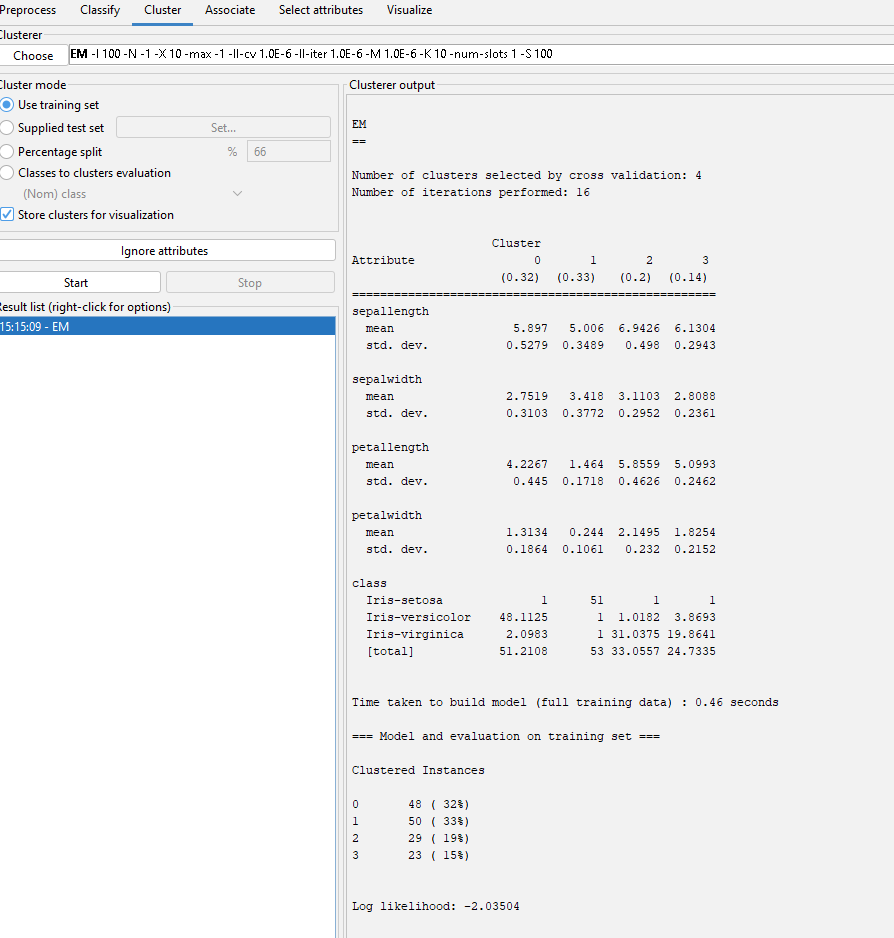 Preprocess Classify Cluster Associate Select attributes Visualize
Clusterer
Choose EM -I 100 -N -1 -X 10 -max -1 -ll-cv 1.0E-6 -ll-iter 1.0E-6 -M 1.0E-6 -K 10 -num-slots 1 -S 100
Cluster mode
Use training set
Supplied test set Set...
Percentage split % 66
Classes to clusters evaluation
(Nom) class
Store clusters for visualization
Ignore attributes
Start Stop
Result list (right-click for options)
15:15:09 - EM
Clusterer output
EM
==
Number of clusters selected by cross validation: 4
Number of iterations performed: 16
Cluster
Attribute 0 1 2 3
(0.32) (0.33) (0.2) (0.14)
====================================================
sepallength
mean 5.897 5.006 6.9426 6.1304
std. dev. 0.5279 0.3489 0.498 0.2943
sepalwidth
mean 2.7519 3.418 3.1103 2.8088
std. dev. 0.3103 0.3772 0.2952 0.2361
petallength
mean 4.2267 1.464 5.8559 5.0993
std. dev. 0.445 0.1718 0.4626 0.2462
petalwidth
mean 1.3134 0.244 2.1495 1.8254
std. dev. 0.1864 0.1061 0.232 0.2152
class
Iris-setosa 1 51 1 1
Iris-versicolor 48.1125 1 1.0182 3.8693
Iris-virginica 2.0983 1 31.0375 19.8641
[total] 51.2108 53 33.0557 24.7335
Time taken to build model (full training data) : 0.46 seconds
=== Model and evaluation on training set ===
Clustered Instances
0 48 ( 32%)
1 50 ( 33%)
2 29 ( 19%)
3 23 ( 15%)
Log likelihood: -2.03504